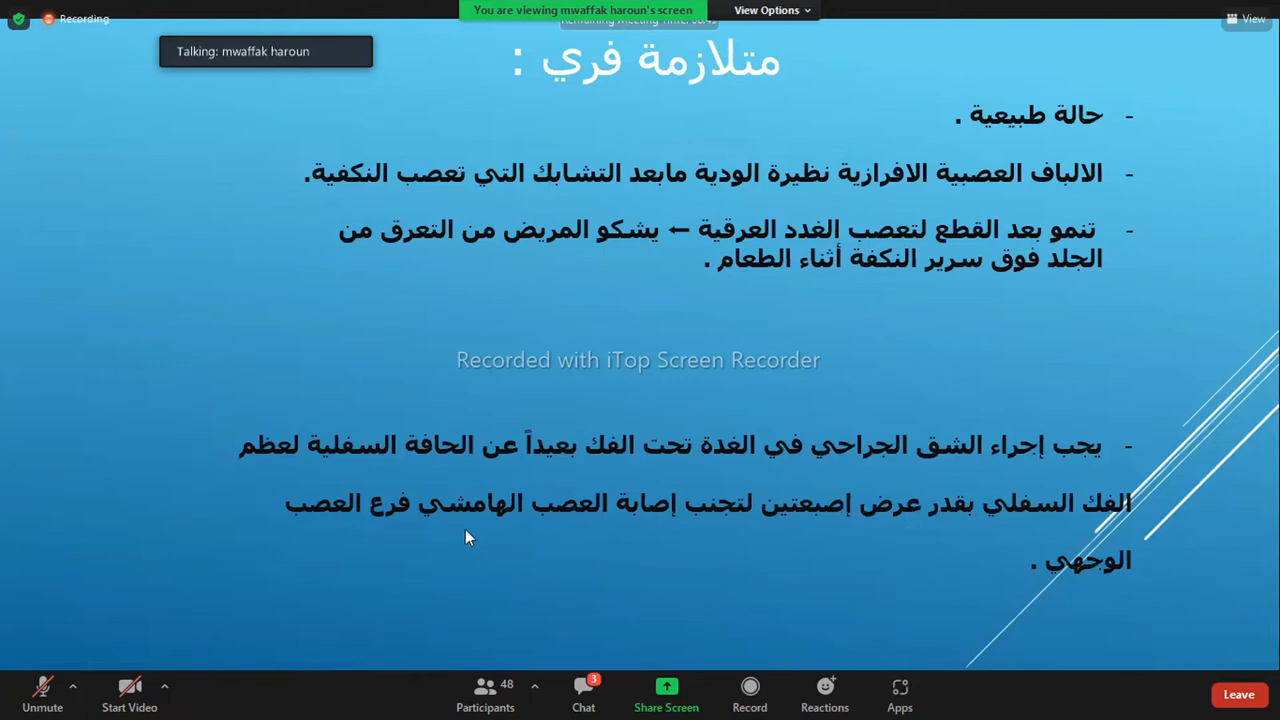 You are viewing mwaffak haroun's screen
View Options
Recording
View
Talking: mwaffak haroun
متلازمة فري :
- حالة طبيعية .
- الالباف العصبية الافرازية نظيرة الودية مابعد التشابك التي تعصب النكفية.
- تنمو بعد القطع لتعصب الغدد العرقية ← يشكو المريض من التعرق من
الجلد فوق سرير النكفة أثناء الطعام .
Recorded with iTop Screen Recorder
- يجب إجراء الشق الجراحي في الغدة تحت الفك بعيداً عن الحافة السفلية لعظم
الفك السفلي بقدر عرض إصبعتين لتجنب إصابة العصب الهامشي فرع العصب
الوجهي .
48
3
Unmute
Start Video
Participants
Chat
Share Screen
Record
Reactions
Apps
Leave